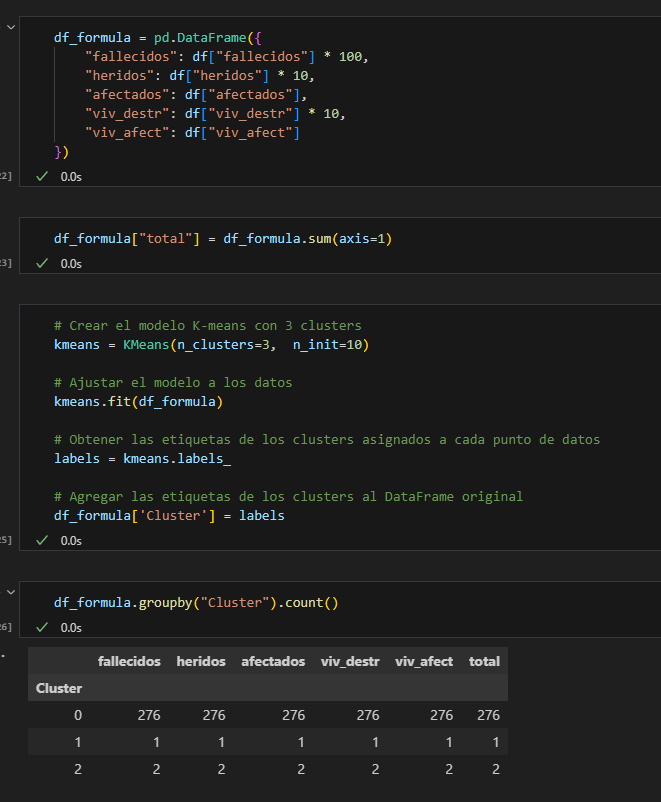 df_formula = pd.DataFrame({
    "fallecidos": df["fallecidos"] * 100,
    "heridos": df["heridos"] * 10,
    "afectados": df["afectados"],
    "viv_destr": df["viv_destr"] * 10,
    "viv_afect": df["viv_afect"]
})
22] ✓ 0.0s
df_formula["total"] = df_formula.sum(axis=1)
23] ✓ 0.0s
# Crear el modelo K-means con 3 clusters
kmeans = KMeans(n_clusters=3,  n_init=10)
# Ajustar el modelo a los datos
kmeans.fit(df_formula)
# Obtener las etiquetas de los clusters asignados a cada punto de datos
labels = kmeans.labels_
# Agregar las etiquetas de los clusters al DataFrame original
df_formula['Cluster'] = labels
25] ✓ 0.0s
df_formula.groupby("Cluster").count()
26] ✓ 0.0s
fallecidos heridos afectados viv_destr viv_afect total
Cluster
0 276 276 276 276 276 276
1 1 1 1 1 1 1
2 2 2 2 2 2 2